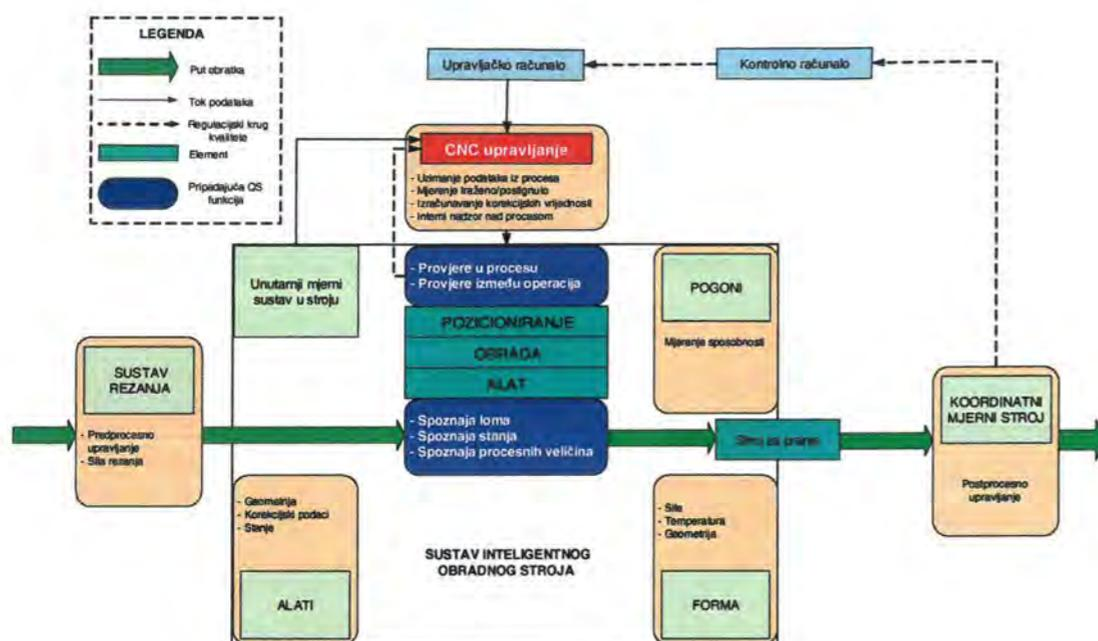 LEGENDA
Put obratka
Tok podataka
Regulacijski krug
kvalitete
Element
Pripadajuća QS
funkcija
Upravljačko računalo
Kontrolno računalo
CNC upravljanje
- Uzimanje podataka iz procesa
- Mjerenje traženo/postignuto
- Izračunavanje korekcijskih vrijednosti
- Interni nadzor nad procesom
Unutarnji mjerni
sustav u stroju
- Provjere u procesu
- Provjere između operacija
POGONI
Mjerenje sposobnosti
POZICIONIRANJE
OBRADA
ALAT
SUSTAV
REZANJA
- Predprocesno
upravljanje
- Sila rezanja
- Spoznaja loma
- Spoznaja stanja
- Spoznaja procesnih veličina
Stroj za pranje
KOORDINATNI
MJERNI STROJ
Postprocesno
upravljanje
- Geometrija
- Korekcijski podaci
- Stanje
ALATI
SUSTAV INTELIGENTNOG
OBRADNOG STROJA
- Sile
- Temperatura
- Geometrija
FORMA